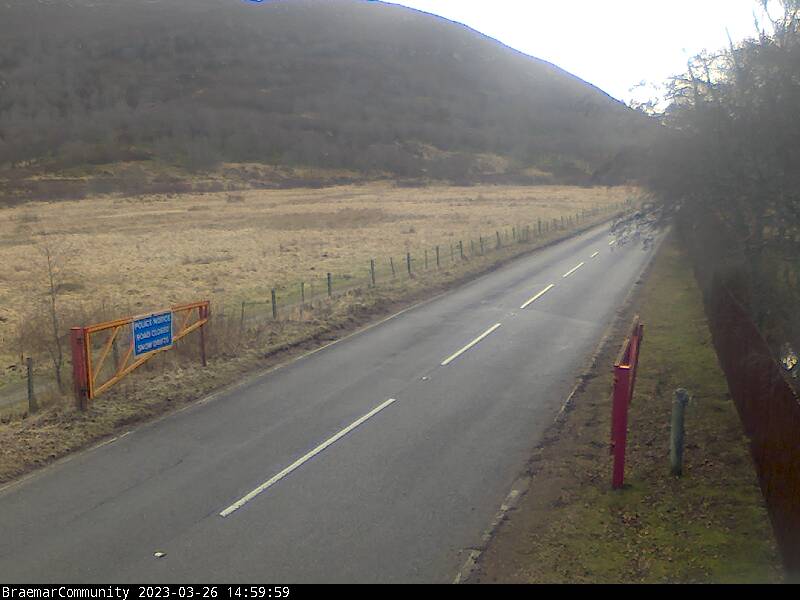 POLICE NOTICE
ROAD CLOSED
SNOW DRIFTS
BraemarCommunity 2023-03-26 14:59:59